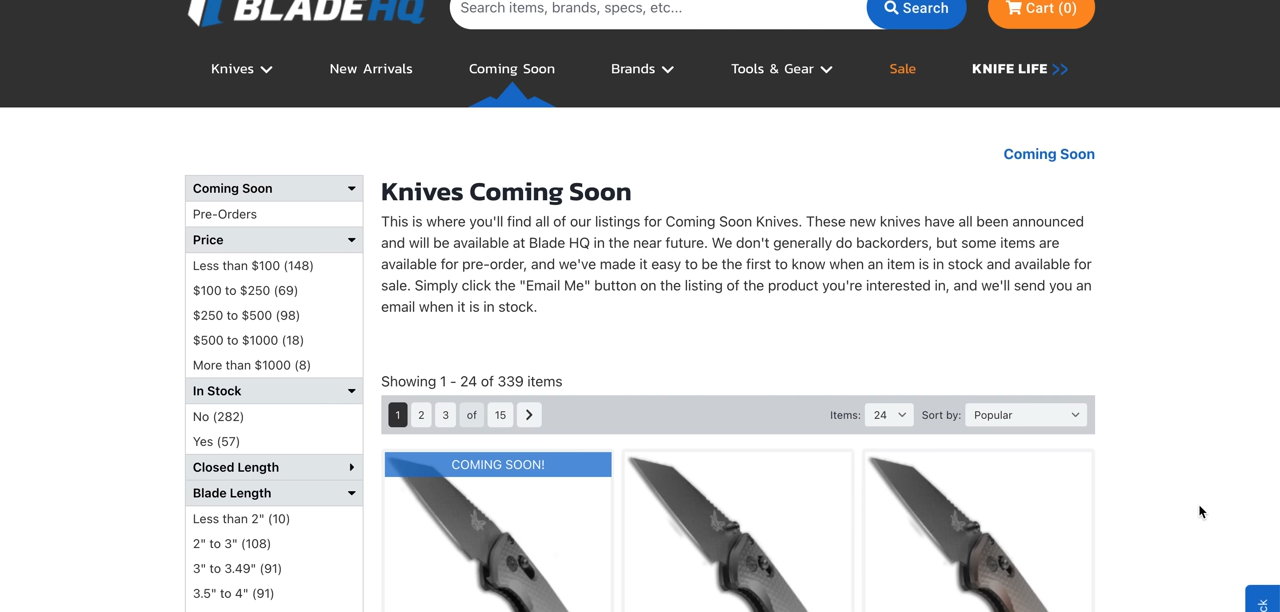 BLADEHQ
Search items, brands, specs, etc...
Search
Cart (0)
Knives
New Arrivals
Coming Soon
Brands
Tools & Gear
Sale
KNIFE LIFE >>
Coming Soon
Coming Soon
Pre-Orders
Price
Less than $100 (148)
$100 to $250 (69)
$250 to $500 (98)
$500 to $1000 (18)
More than $1000 (8)
In Stock
No (282)
Yes (57)
Closed Length
Blade Length
Less than 2" (10)
2" to 3" (108)
3" to 3.49" (91)
3.5" to 4" (91)
Knives Coming Soon
This is where you'll find all of our listings for Coming Soon Knives. These new knives have all been announced
and will be available at Blade HQ in the near future. We don't generally do backorders, but some items are
available for pre-order, and we've made it easy to be the first to know when an item is in stock and available for
sale. Simply click the "Email Me" button on the listing of the product you're interested in, and we'll send you an
email when it is in stock.
Showing 1 - 24 of 339 items
1 2 3 of 15
Items: 24 Sort by: Popular
COMING SOON!